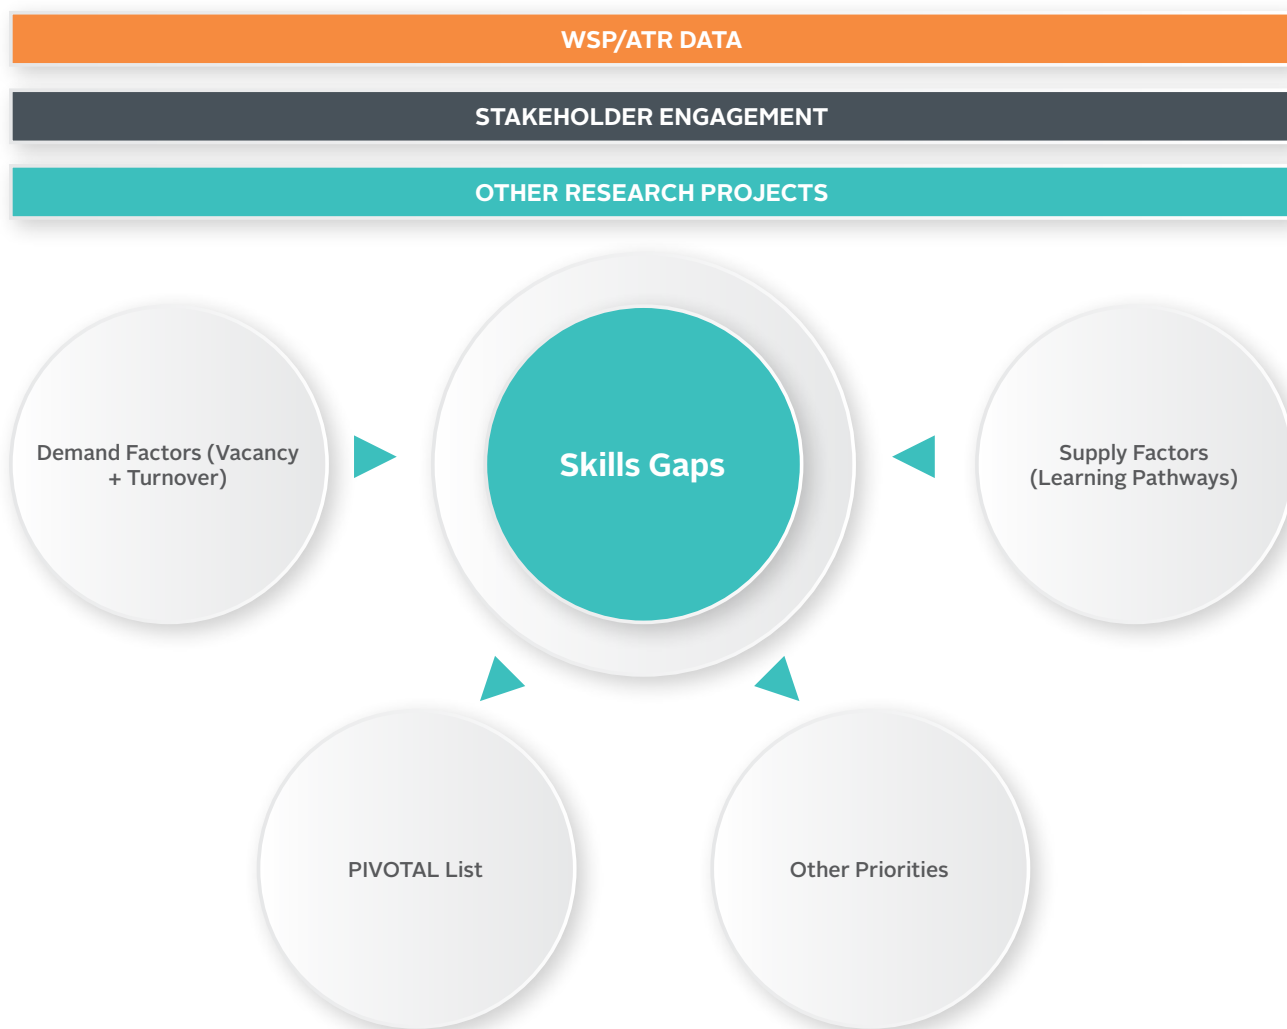 WSP/ATR DATA
STAKEHOLDER ENGAGEMENT
OTHER RESEARCH PROJECTS
Demand Factors (Vacancy
+ Turnover)
Skills Gaps
Supply Factors
(Learning Pathways)
PIVOTAL List
Other Priorities